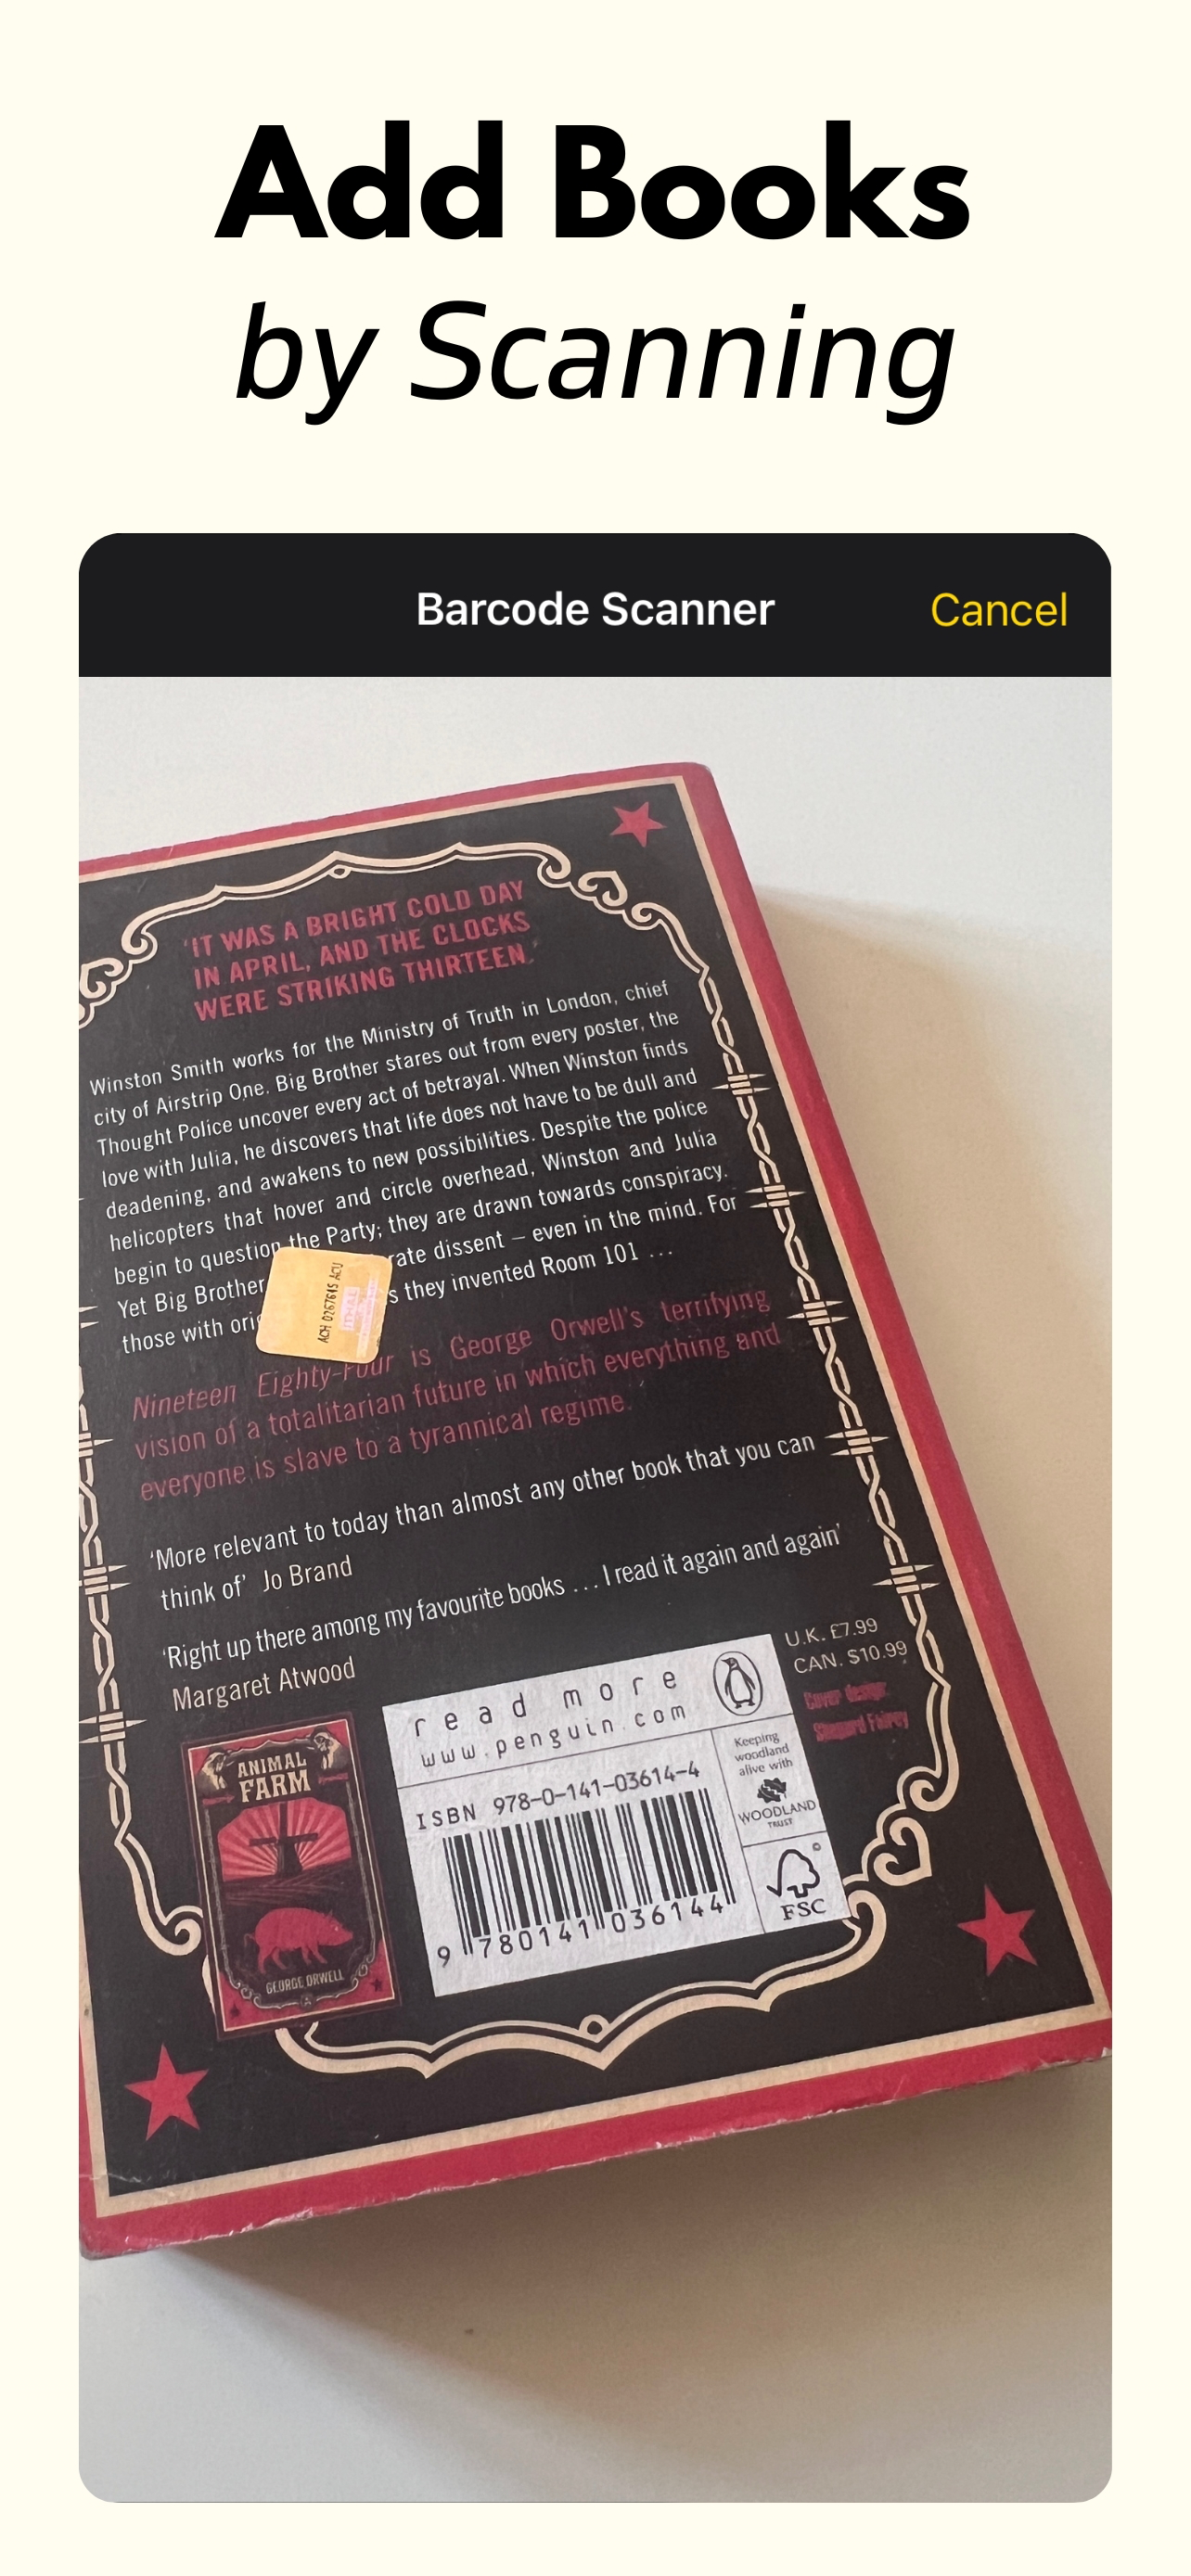 Add Books
by Scanning
Barcode Scanner
Cancel
'IT WAS A BRIGHT COLD DAY
IN APRIL, AND THE CLOCKS
WERE STRIKING THIRTEEN.'
Winston Smith works for the Ministry of Truth in London, chief
city of Airstrip One. Big Brother stares out from every poster, the
Thought Police uncover every act of betrayal. When Winston finds
love with Julia, he discovers that life does not have to be dull and
deadening, and awakens to new possibilities. Despite the police
helicopters that hover and circle overhead, Winston and Julia
begin to question the Party; they are drawn towards conspiracy.
Yet Big Brother rate dissent – even in the mind. For
those with orig s they invented Room 101 ...
ACH 0267645 ACU
Nineteen Eighty-Four is George Orwell's terrifying
vision of a totalitarian future in which everything and
everyone is slave to a tyrannical regime.
'More relevant to today than almost any other book that you can
think of' Jo Brand
'Right up there among my favourite books ... I read it again and again'
Margaret Atwood
U.K. £7.99
CAN. $10.99
Cover design
Shepard Fairey
read more
www.penguin.com
ISBN 978-0-141-03614-4
9 780141 036144
Keeping
woodland
alive with
WOODLAND
TRUST
©
FSC
ANIMAL
FARM
GEORGE ORWELL